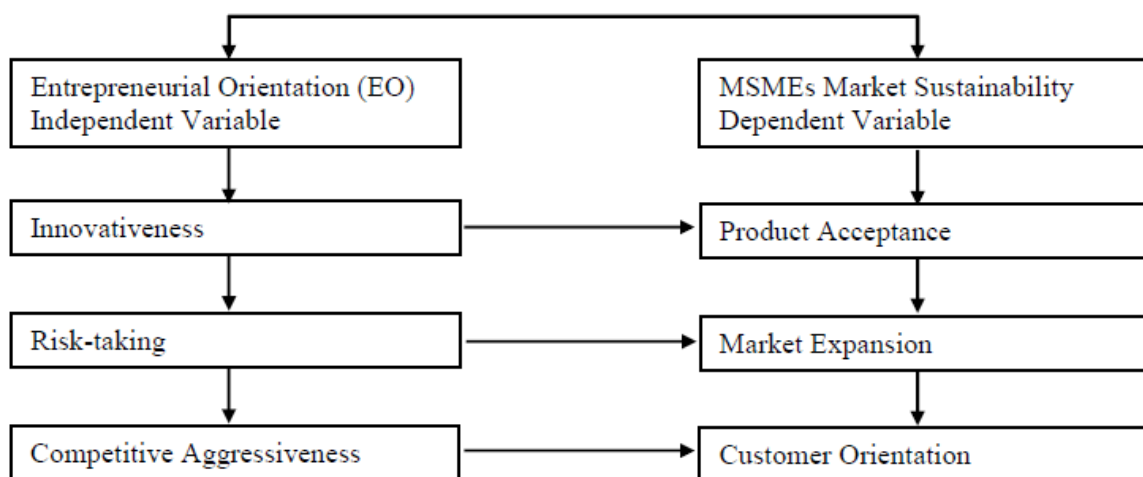 Entrepreneurial Orientation (EO)
Independent Variable
MSMEs Market Sustainability
Dependent Variable
Innovativeness
Product Acceptance
Risk-taking
Market Expansion
Competitive Aggressiveness
Customer Orientation